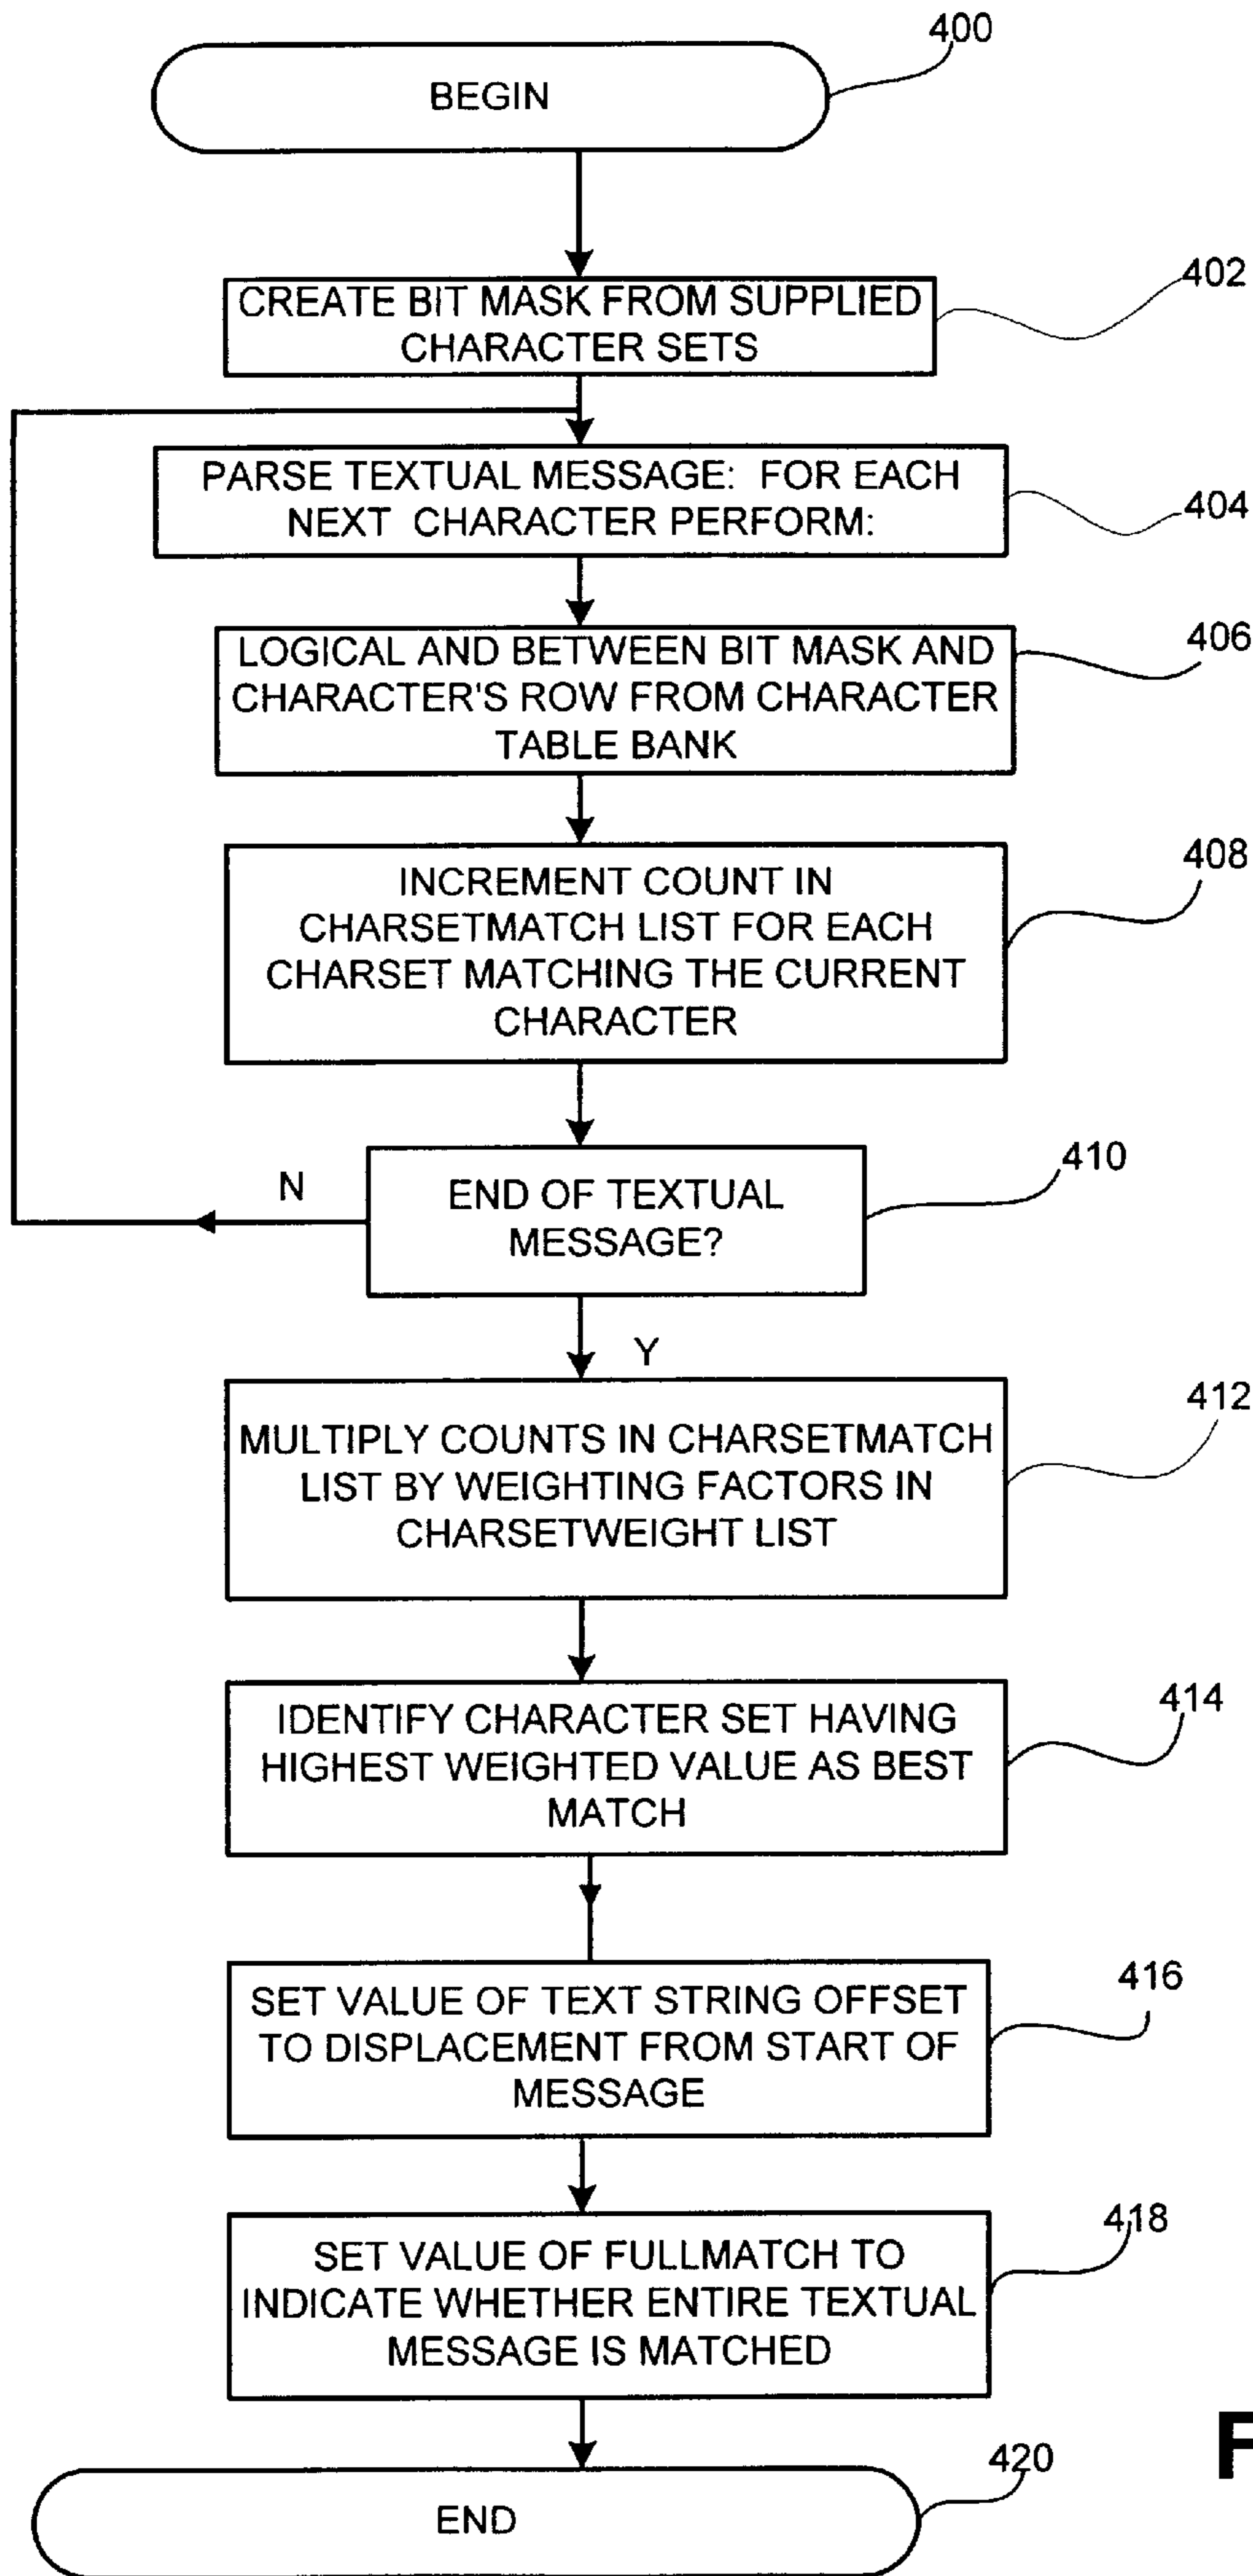 400
BEGIN
402
CREATE BIT MASK FROM SUPPLIED
CHARACTER SETS
PARSE TEXTUAL MESSAGE: FOR EACH
NEXT CHARACTER PERFORM:
404
406
LOGICAL AND BETWEEN BIT MASK AND
CHARACTER'S ROW FROM CHARACTER
TABLE BANK
408
INCREMENT COUNT IN
CHARSETMATCH LIST FOR EACH
CHARSET MATCHING THE CURRENT
CHARACTER
410
N
END OF TEXTUAL
MESSAGE?
Y
412
MULTIPLY COUNTS IN CHARSETMATCH
LIST BY WEIGHTING FACTORS IN
CHARSETWEIGHT LIST
414
IDENTIFY CHARACTER SET HAVING
HIGHEST WEIGHTED VALUE AS BEST
MATCH
416
SET VALUE OF TEXT STRING OFFSET
TO DISPLACEMENT FROM START OF
MESSAGE
418
SET VALUE OF FULLMATCH TO
INDICATE WHETHER ENTIRE TEXTUAL
MESSAGE IS MATCHED
420
END